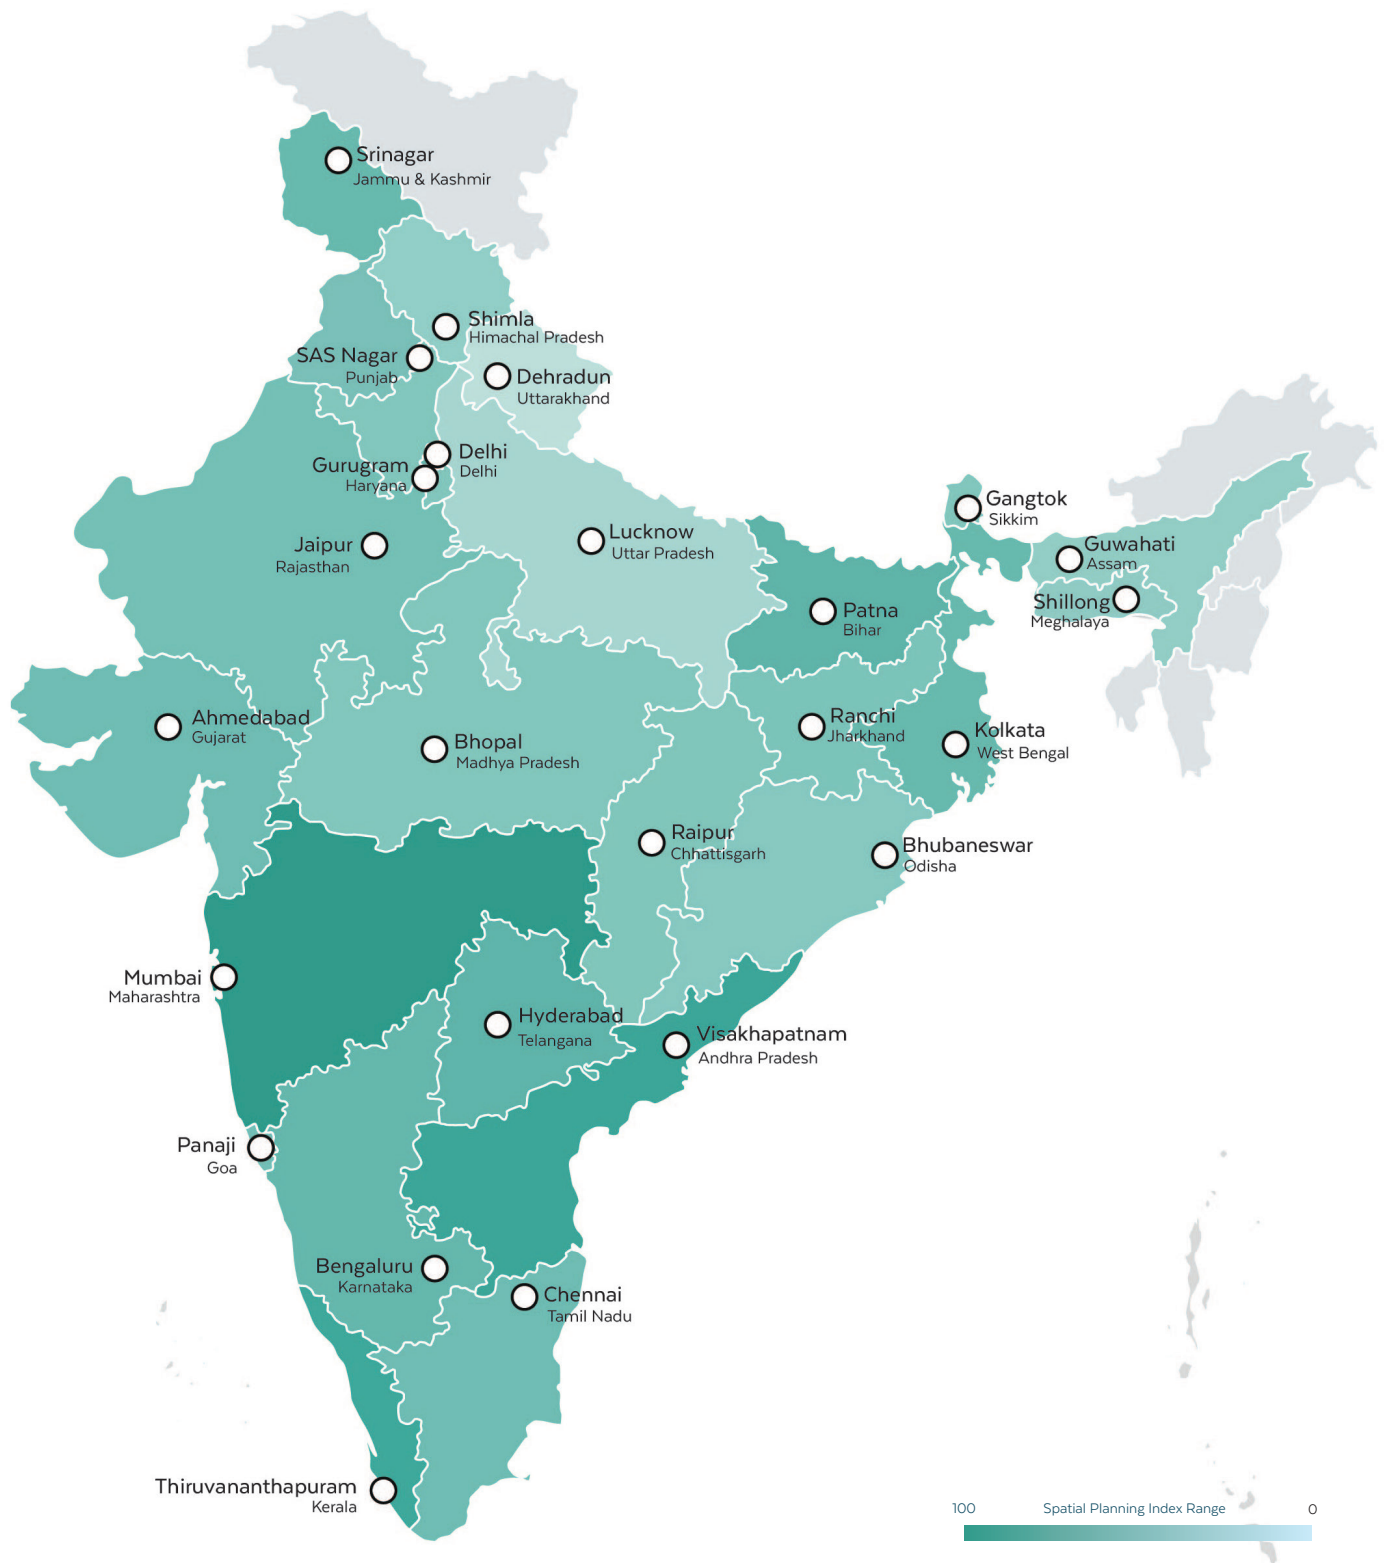 Srinagar
Jammu & Kashmir
Shimla
Himachal Pradesh
SAS Nagar
Punjab
Dehradun
Uttarakhand
Delhi
Delhi
Gurugram
Haryana
Gangtok
Sikkim
Lucknow
Uttar Pradesh
Jaipur
Rajasthan
Guwahati
Assam
Shillong
Meghalaya
Patna
Bihar
Ahmedabad
Gujarat
Ranchi
Jharkhand
Kolkata
West Bengal
Bhopal
Madhya Pradesh
Raipur
Chhattisgarh
Bhubaneswar
Odisha
Mumbai
Maharashtra
Hyderabad
Telangana
Visakhapatnam
Andhra Pradesh
Panaji
Goa
Bengaluru
Karnataka
Chennai
Tamil Nadu
Thiruvananthapuram
Kerala
100 Spatial Planning Index Range 0